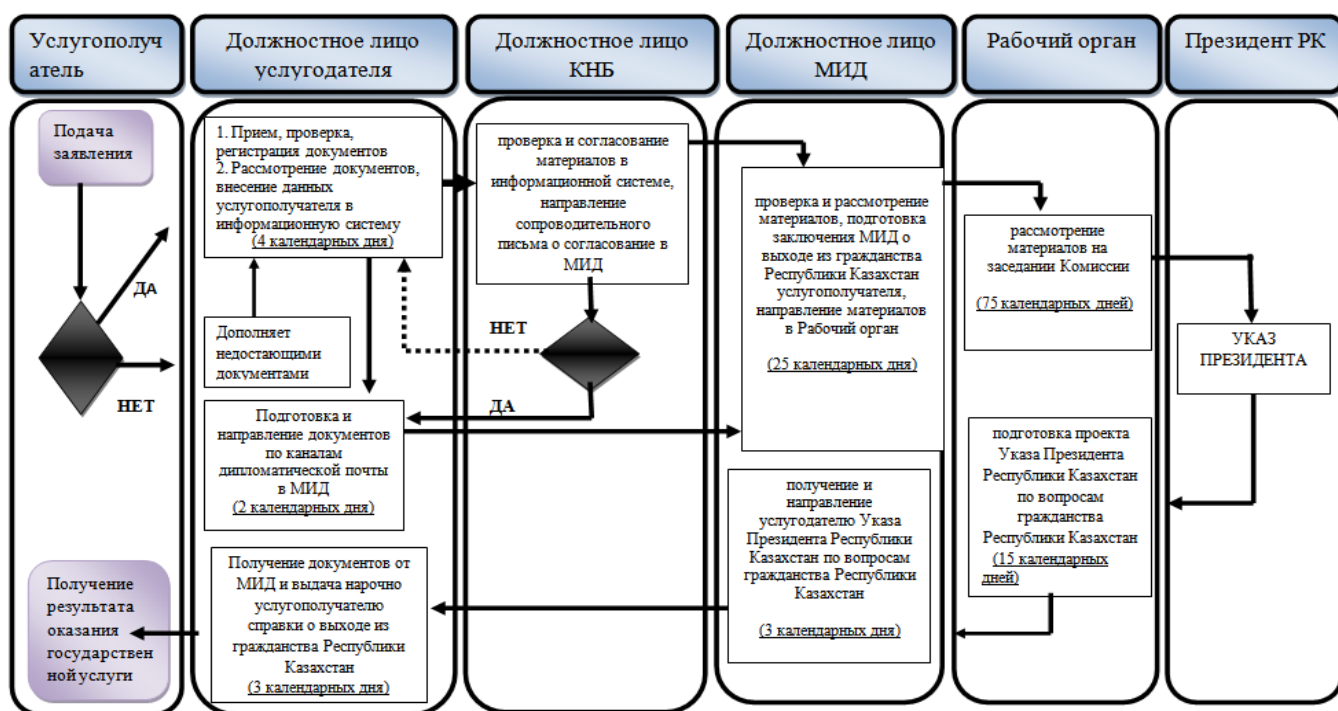 Услугополуч
атель
Должностное лицо
услугодателя
Должностное лицо
КНБ
Должностное лицо
МИД
Рабочий орган
Президент РК
Подача
заявления
ДА
НЕТ
1. Прием, проверка,
регистрация документов
2. Рассмотрение документов,
внесение данных
услугополучателя в
информационную систему
(4 календарных дня)
Дополняет
недостающими
документами
Подготовка и
направление документов
по каналам
дипломатической почты
в МИД
(2 календарных дня)
Получение документов от
МИД и выдача нарочно
услугополучателю
справки о выходе из
гражданства Республики
Казахстан
(3 календарных дня)
проверка и согласование
материалов в
информационной системе,
направление
сопроводительного
письма о согласование в
МИД
НЕТ
ДА
проверка и рассмотрение
материалов, подготовка
заключения МИД о
выходе из гражданства
Республики Казахстан
услугополучателя,
направление материалов
в Рабочий орган
(25 календарных дня)
получение и
направление
услугодателю Указа
Президента Республики
Казахстан по вопросам
гражданства Республики
Казахстан
(3 календарных дня)
рассмотрение
материалов на
заседании Комиссии
(75 календарных дней)
подготовка проекта
Указа Президента
Республики Казахстан
по вопросам
гражданства
Республики Казахстан
(15 календарных
дней)
УКАЗ
ПРЕЗИДЕНТА
Получение
результата
оказания
государствен
ной услуги